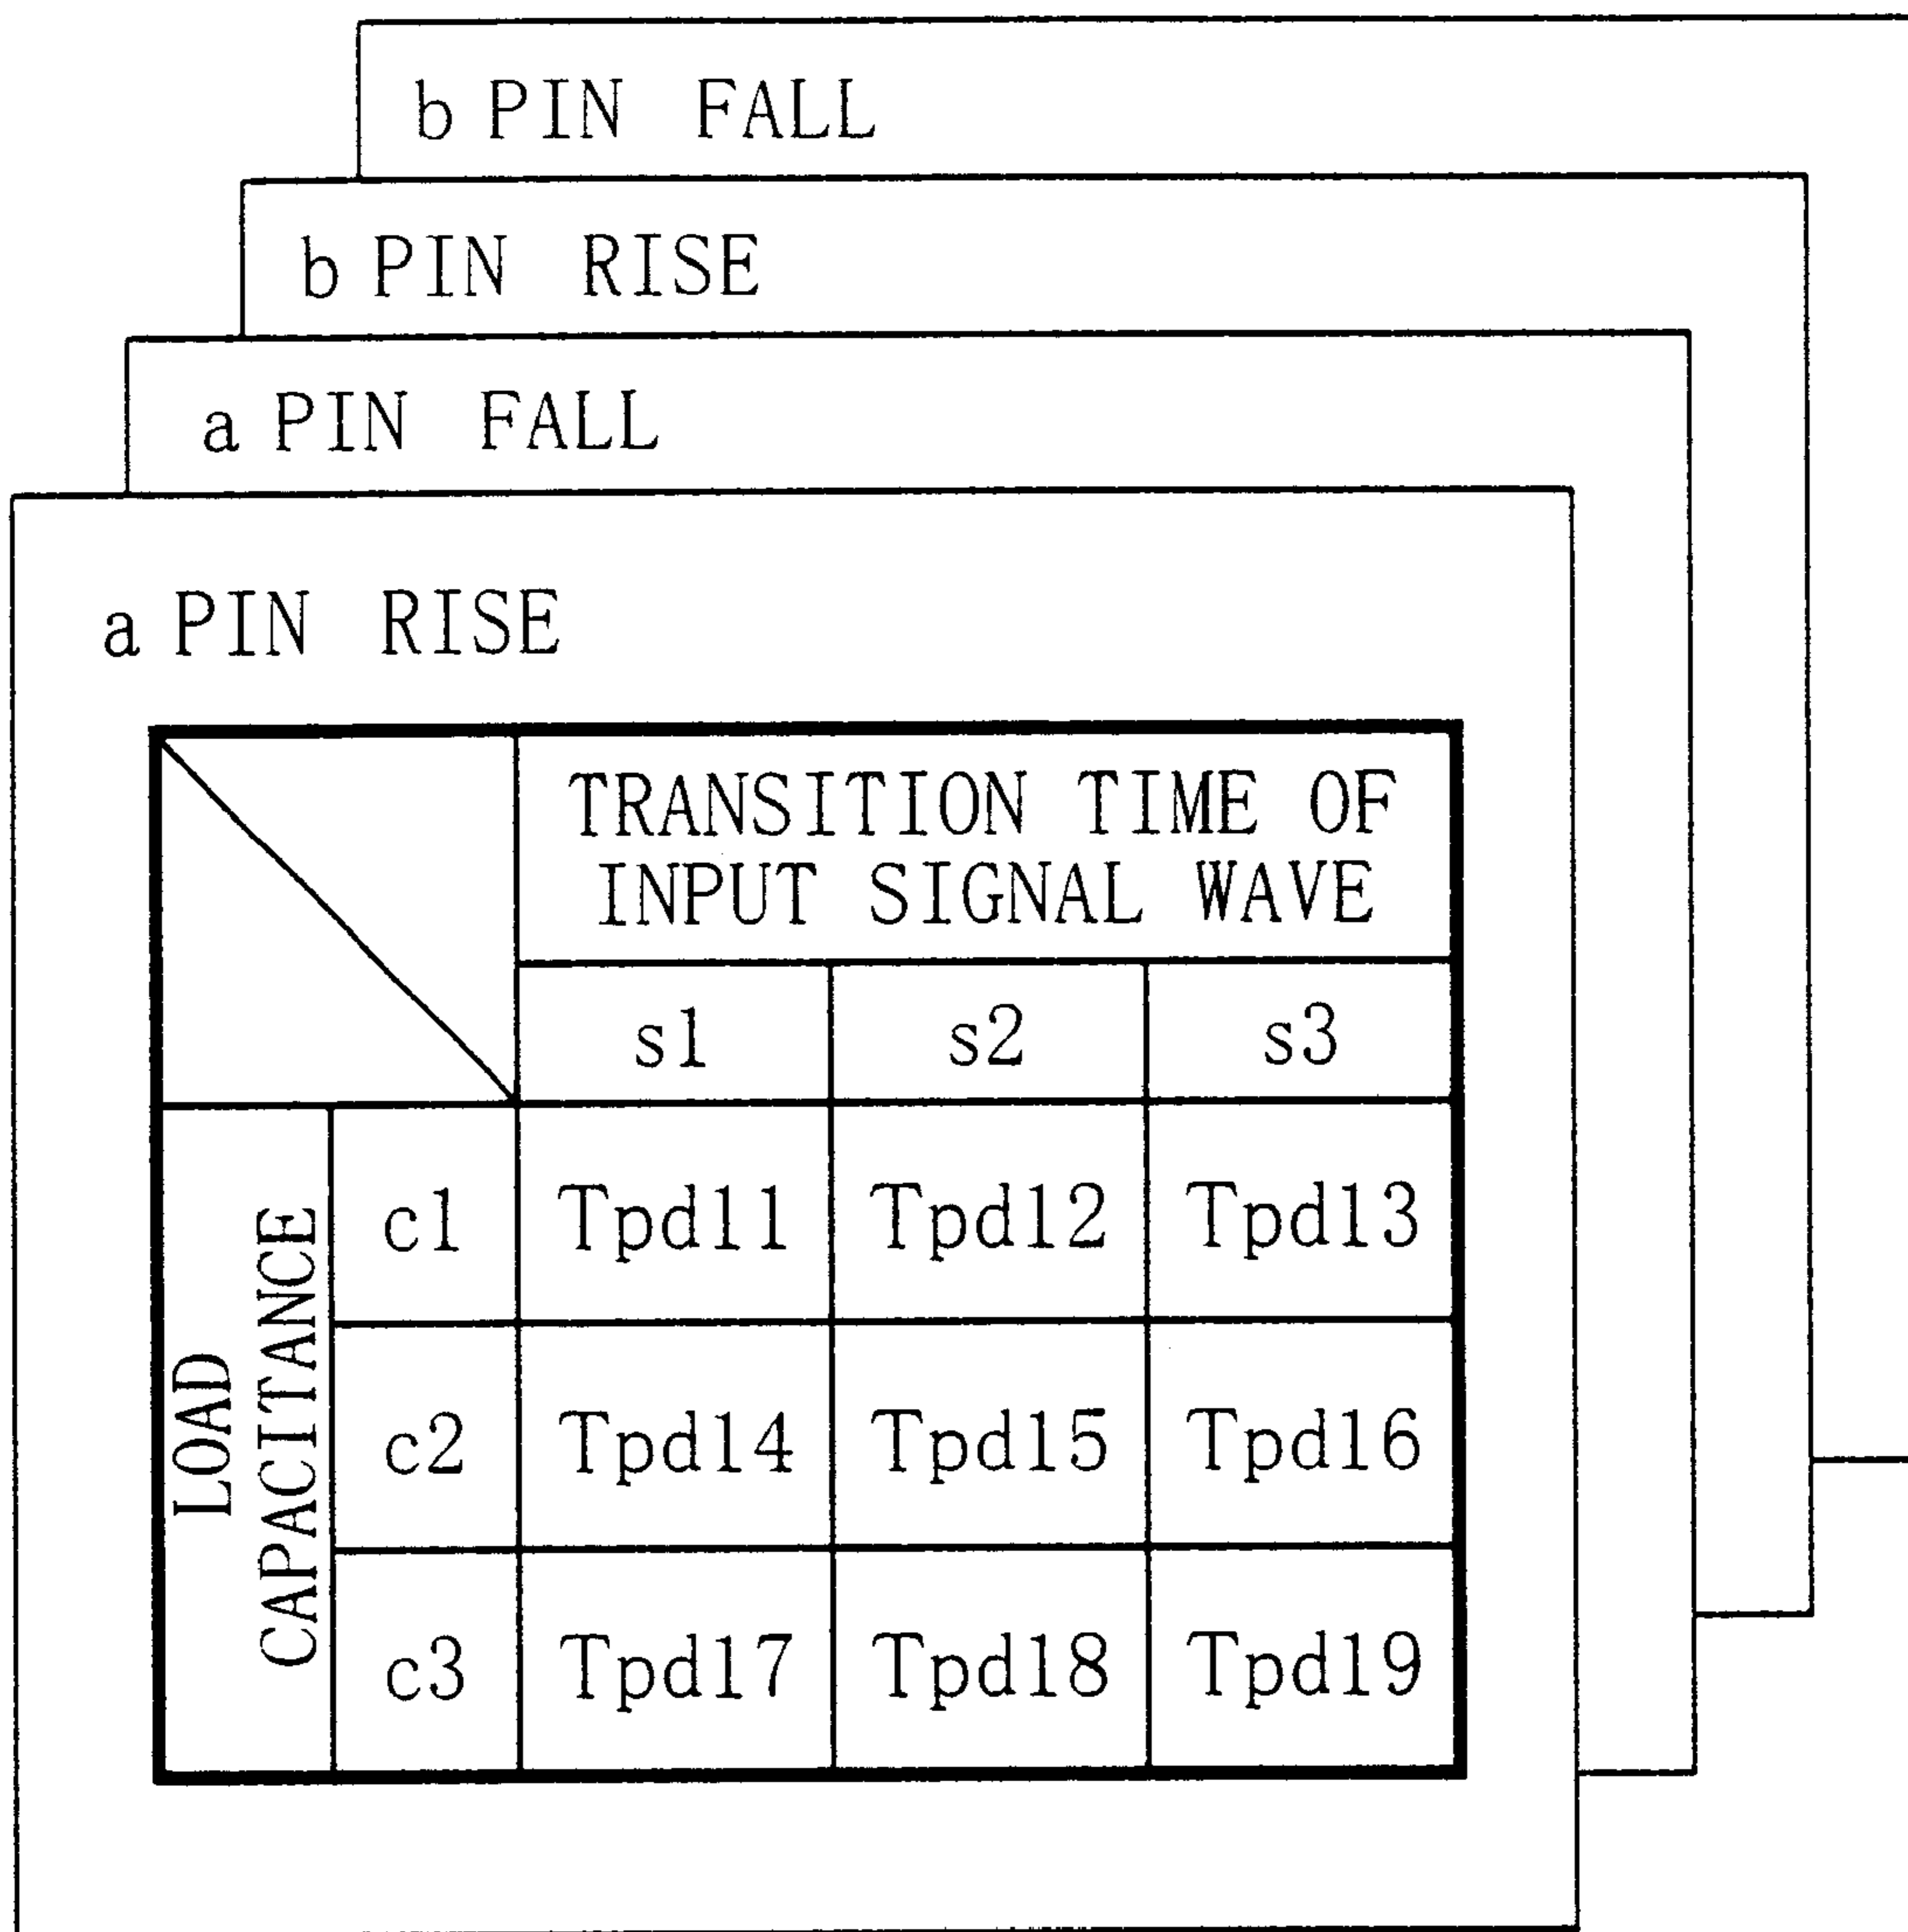 b PIN FALL
b PIN RISE
a PIN FALL
a PIN RISE
TRANSITION TIME OF
INPUT SIGNAL WAVE
s1 s2 s3
LOAD
CAPACITANCE
c1 Tpd11 Tpd12 Tpd13
c2 Tpd14 Tpd15 Tpd16
c3 Tpd17 Tpd18 Tpd19